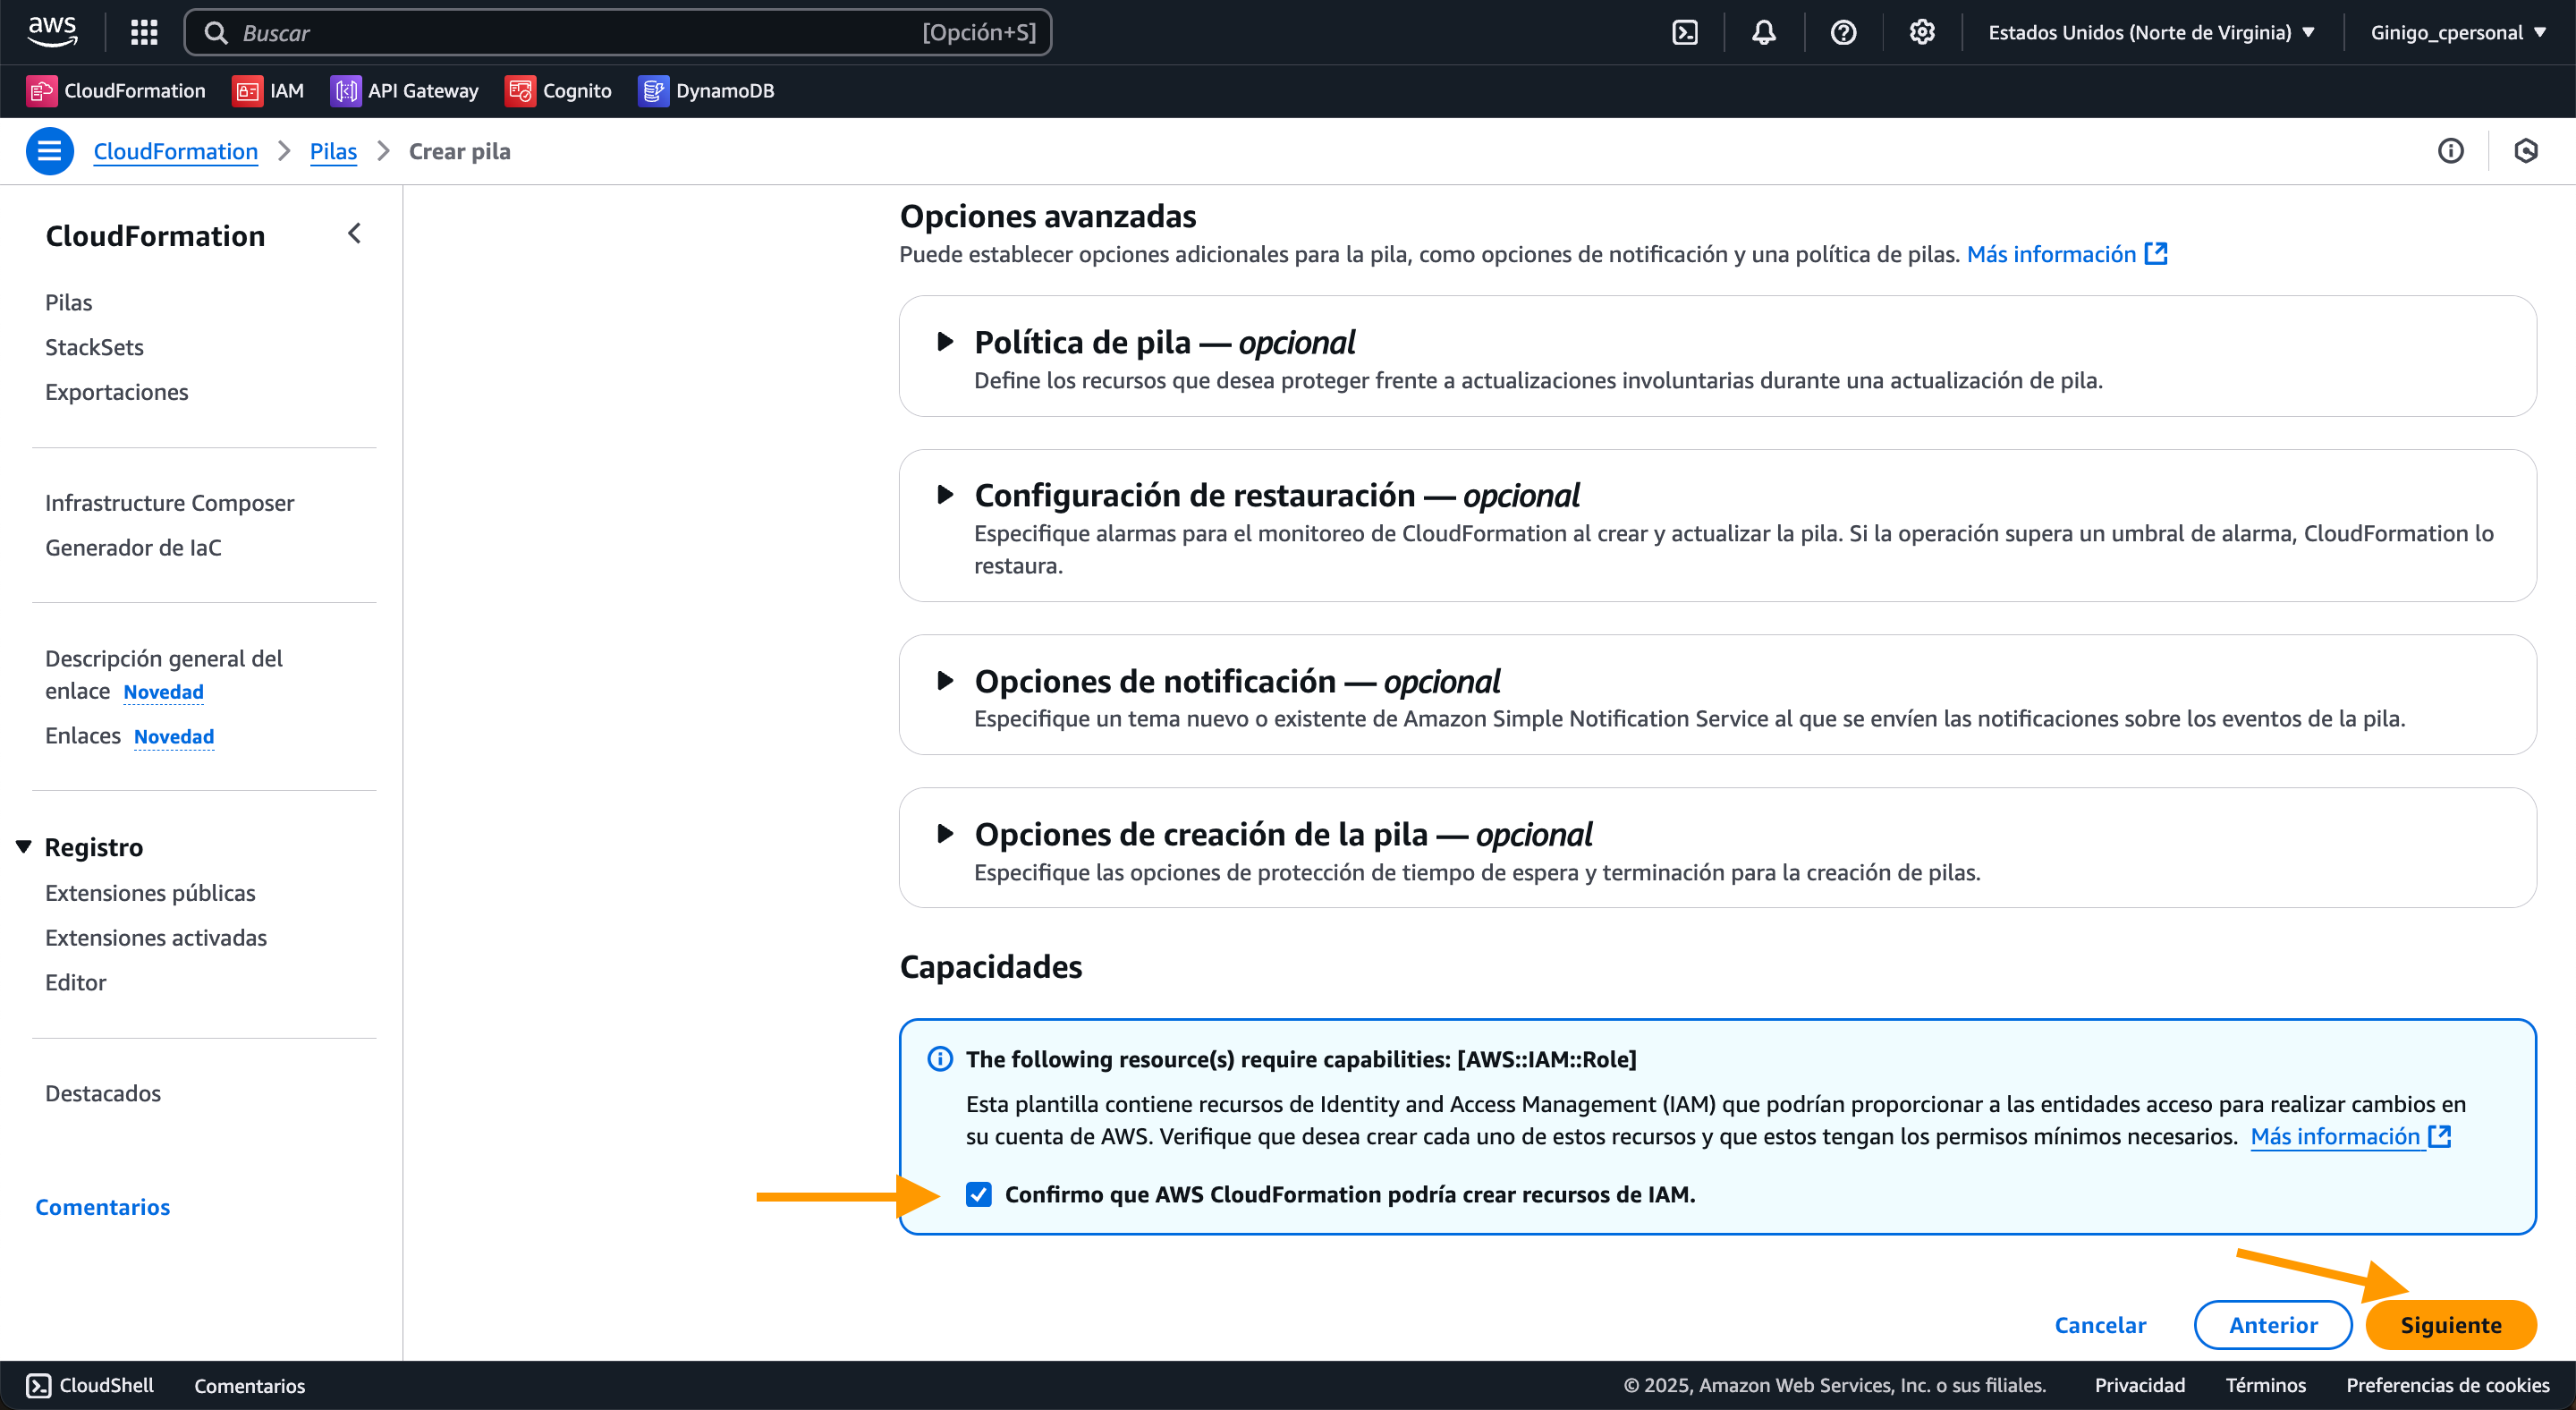 aws
Buscar
[Opción+S]
Estados Unidos (Norte de Virginia)
Ginigo_cpersonal
CloudFormation
IAM
API Gateway
Cognito
DynamoDB
CloudFormation
Pilas
Crear pila
CloudFormation
Pilas
StackSets
Exportaciones
Infrastructure Composer
Generador de IaC
Descripción general del
enlace Novedad
Enlaces Novedad
Registro
Extensiones públicas
Extensiones activadas
Editor
Destacados
Comentarios
Opciones avanzadas
Puede establecer opciones adicionales para la pila, como opciones de notificación y una política de pilas. Más información
Política de pila — opcional
Define los recursos que desea proteger frente a actualizaciones involuntarias durante una actualización de pila.
Configuración de restauración — opcional
Especifique alarmas para el monitoreo de CloudFormation al crear y actualizar la pila. Si la operación supera un umbral de alarma, CloudFormation lo
restaura.
Opciones de notificación — opcional
Especifique un tema nuevo o existente de Amazon Simple Notification Service al que se envíen las notificaciones sobre los eventos de la pila.
Opciones de creación de la pila — opcional
Especifique las opciones de protección de tiempo de espera y terminación para la creación de pilas.
Capacidades
The following resource(s) require capabilities: [AWS::IAM::Role]
Esta plantilla contiene recursos de Identity and Access Management (IAM) que podrían proporcionar a las entidades acceso para realizar cambios en
su cuenta de AWS. Verifique que desea crear cada uno de estos recursos y que estos tengan los permisos mínimos necesarios. Más información
Confirmo que AWS CloudFormation podría crear recursos de IAM.
Cancelar
Anterior
Siguiente
CloudShell
Comentarios
© 2025, Amazon Web Services, Inc. o sus filiales.
Privacidad
Términos
Preferencias de cookies